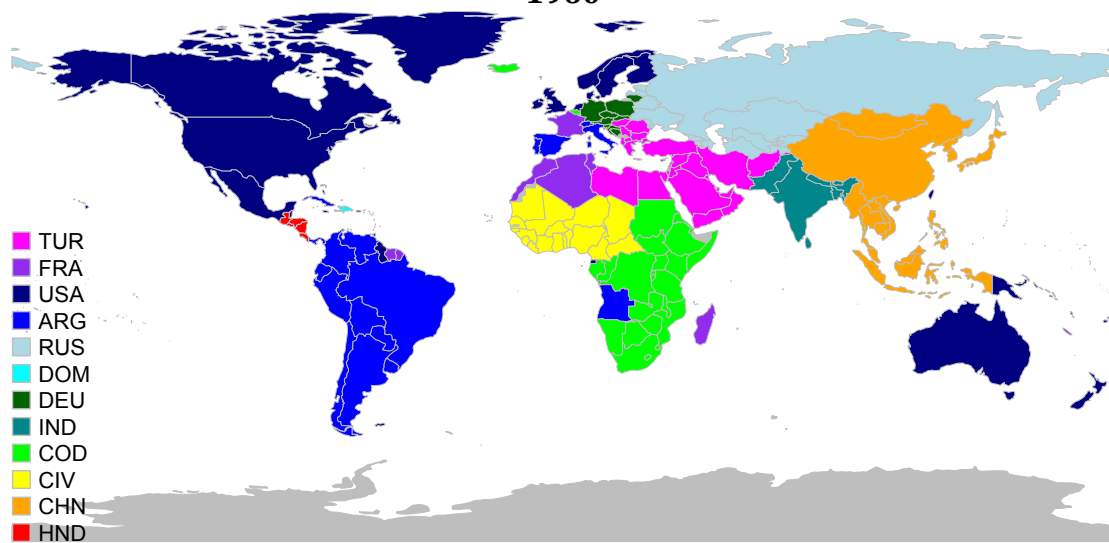 TUR
FRA
USA
ARG
RUS
DOM
DEU
IND
COD
CIV
CHN
HND